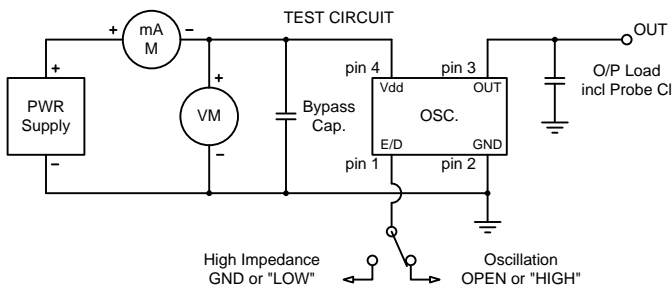 TEST CIRCUIT
mA
M
+
−
OUT
+
PWR
Supply
−
+
VM
−
Bypass
Cap.
pin 4
pin 3
Vdd
OUT
OSC.
E/D
GND
pin 1
pin 2
O/P Load
incl Probe Cl
High Impedance
GND or "LOW"
Oscillation
OPEN or "HIGH"